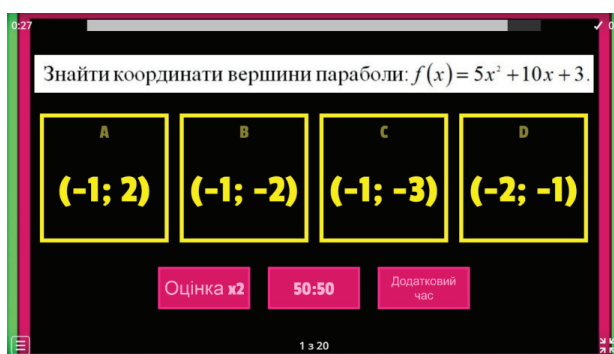 0:27
✓ 0
Знайти координати вершини параболи: f(x) = 5x² + 10x + 3.
A
B
C
D
(-1; 2)
(-1; -2)
(-1; -3)
(-2; -1)
Оцінка x2
50:50
Додатковий
час
1 з 20